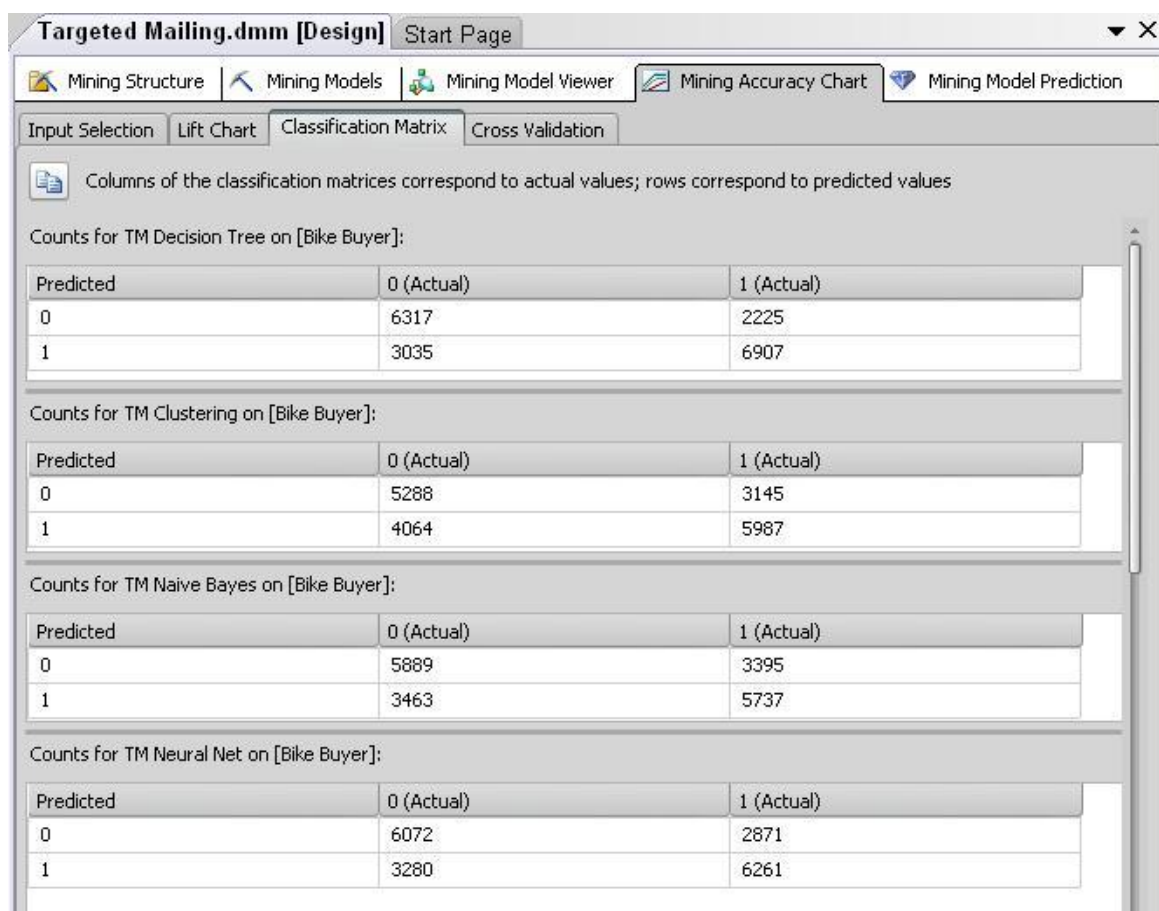 Targeted Mailing.dmm [Design] Start Page
Mining Structure Mining Models Mining Model Viewer Mining Accuracy Chart Mining Model Prediction
Input Selection Lift Chart Classification Matrix Cross Validation
Columns of the classification matrices correspond to actual values; rows correspond to predicted values
Counts for TM Decision Tree on [Bike Buyer]:
Predicted 0 (Actual) 1 (Actual)
0 6317 2225
1 3035 6907
Counts for TM Clustering on [Bike Buyer]:
Predicted 0 (Actual) 1 (Actual)
0 5288 3145
1 4064 5987
Counts for TM Naive Bayes on [Bike Buyer]:
Predicted 0 (Actual) 1 (Actual)
0 5889 3395
1 3463 5737
Counts for TM Neural Net on [Bike Buyer]:
Predicted 0 (Actual) 1 (Actual)
0 6072 2871
1 3280 6261